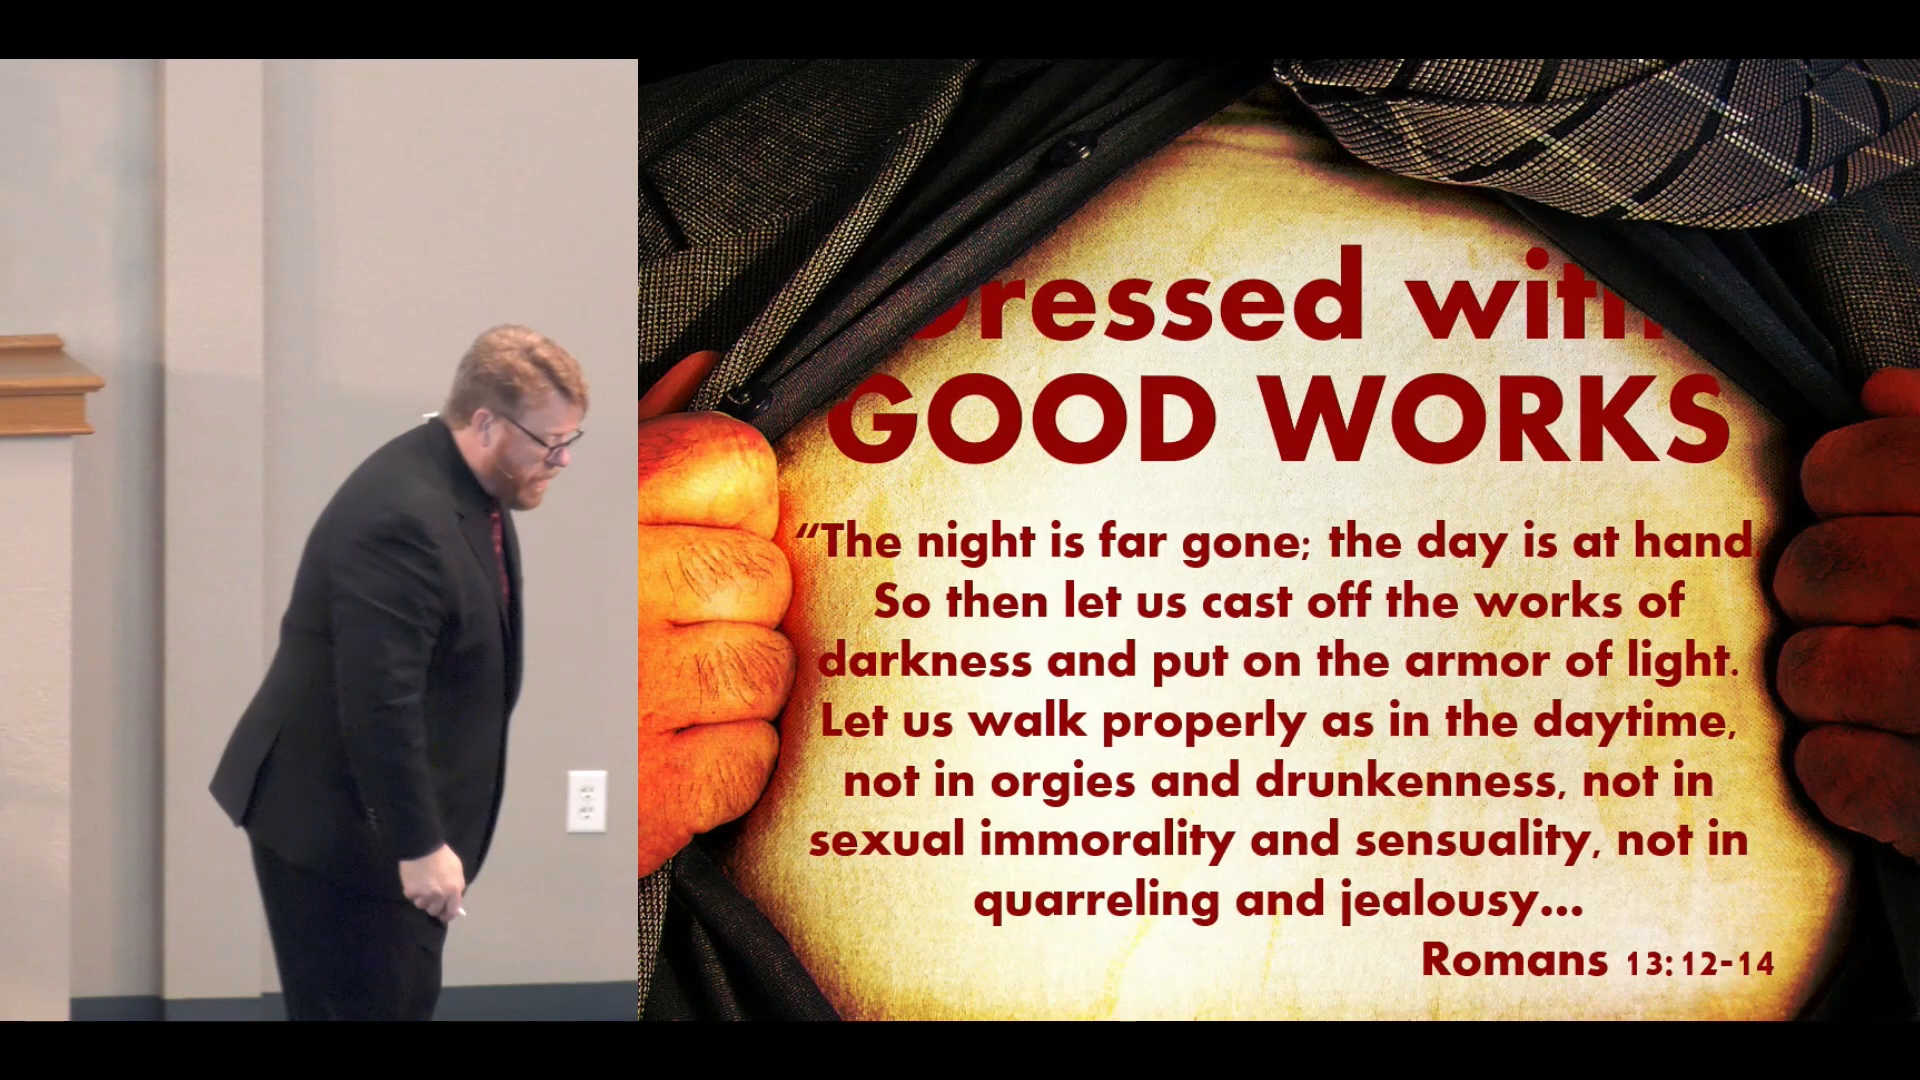 Dressed with
GOOD WORKS
“The night is far gone; the day is at hand.
So then let us cast off the works of
darkness and put on the armor of light.
Let us walk properly as in the daytime,
not in orgies and drunkenness, not in
sexual immorality and sensuality, not in
quarreling and jealousy...
Romans 13:12-14